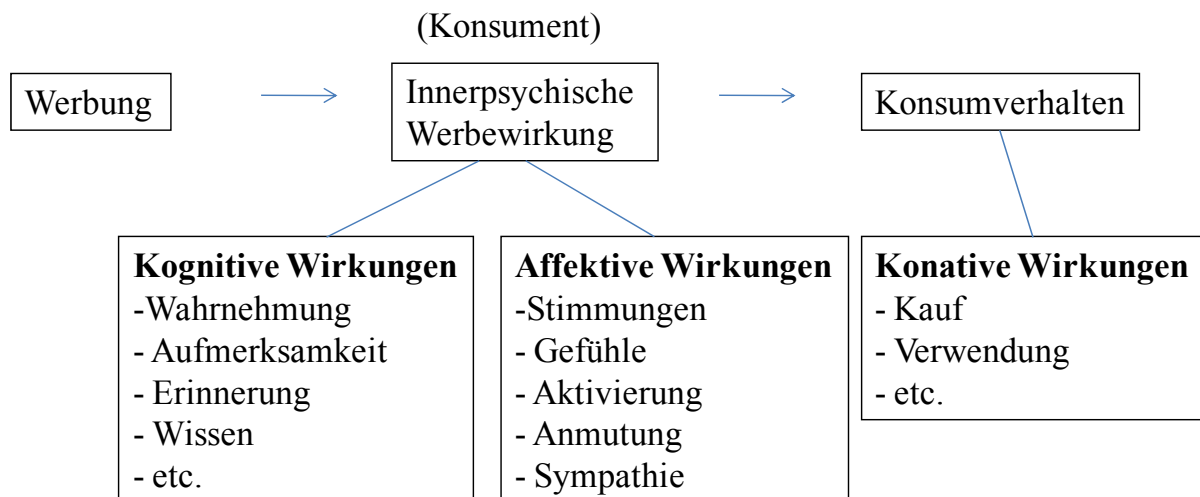 (Konsument)
Werbung
Innerpsychische
Werbewirkung
Konsumverhalten
Kognitive Wirkungen
-Wahrnehmung
- Aufmerksamkeit
- Erinnerung
- Wissen
- etc.
Affektive Wirkungen
-Stimmungen
- Gefühle
- Aktivierung
- Anmutung
- Sympathie
Konative Wirkungen
- Kauf
- Verwendung
- etc.